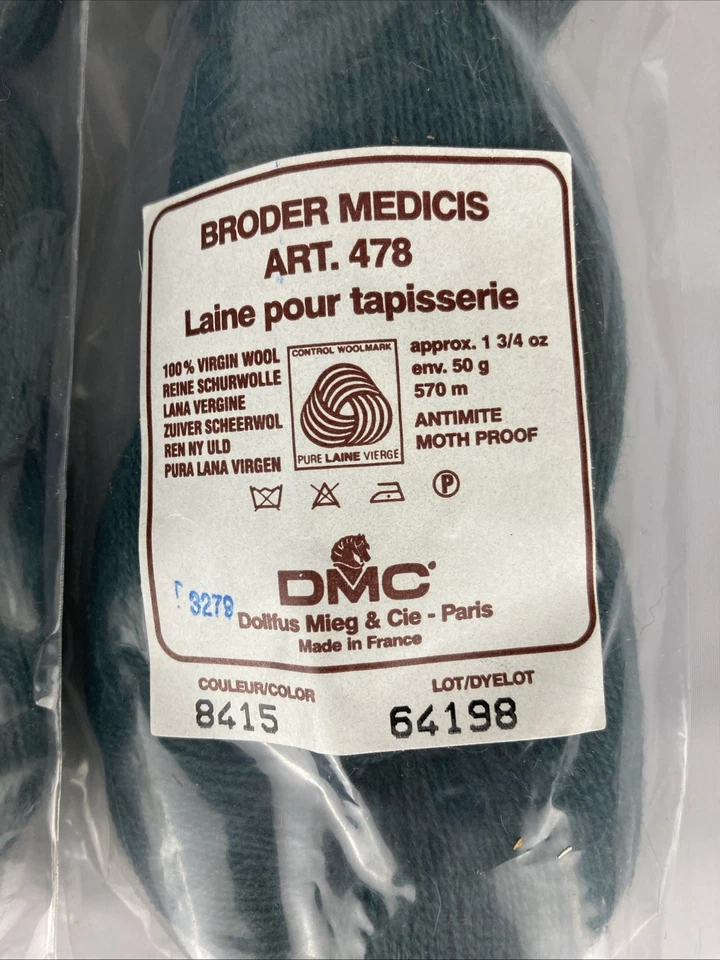 BRODER MEDICIS
ART. 478
Laine pour tapisserie
100% VIRGIN WOOL
REINE SCHURWOLLE
LANA VERGINE
ZUIVER SCHEERWOL
REN NY ULD
PURA LANA VIRGEN
CONTROL WOOLMARK
PURE LAINE VIERGE
approx. 1 3/4 oz
env. 50 g
570 m
ANTIMITE
MOTH PROOF
P
DMC
3279
Dollfus Mieg & Cie - Paris
Made in France
COULEUR/COLOR
8415
LOT/DYELOT
64198